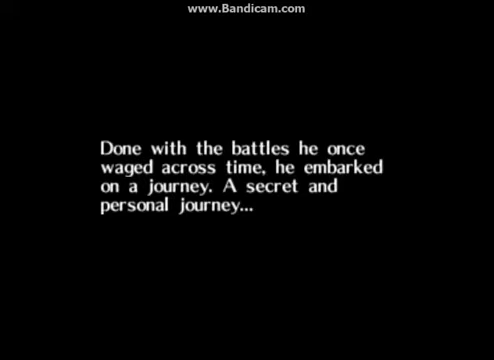 www.Bandicam.com
Done with the battles he once
waged across time, he embarked
on a journey. A secret and
personal journey...